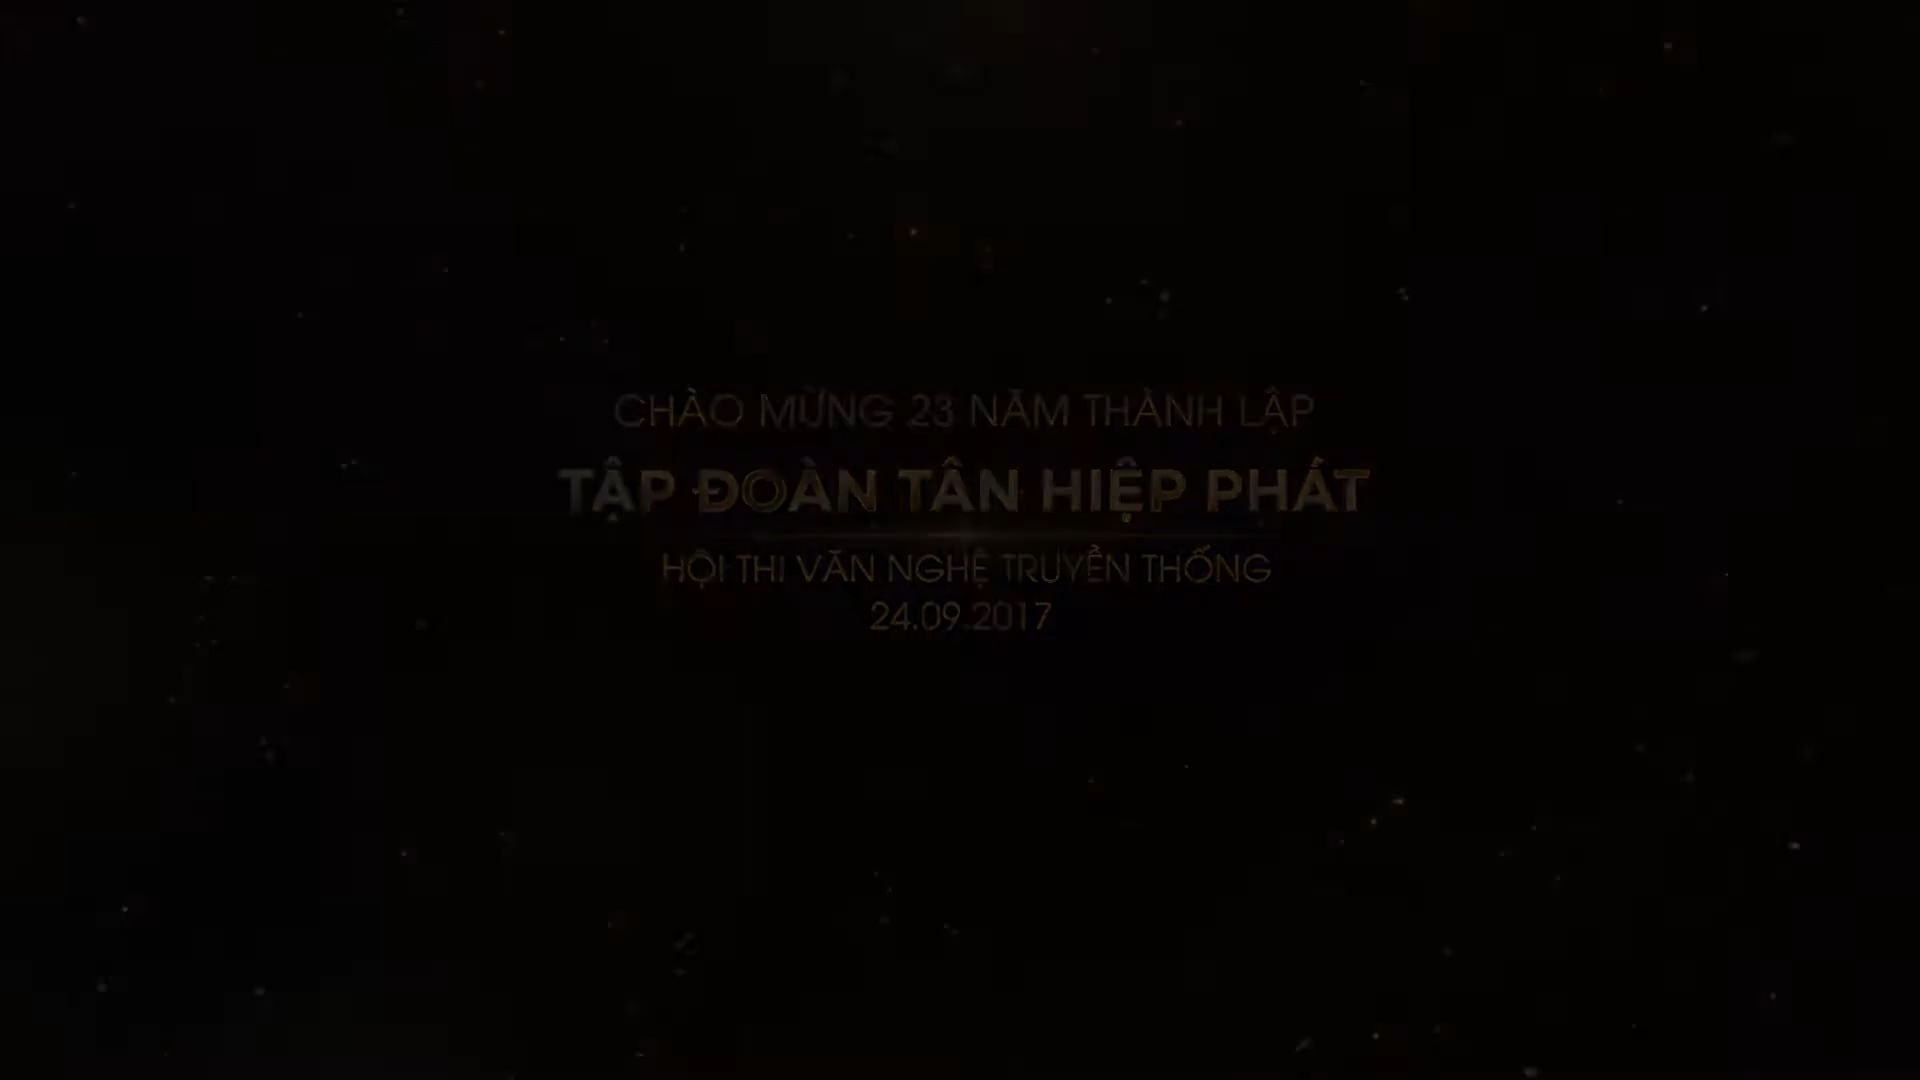 CHÀO MỪNG 23 NĂM THÀNH LẬP
TẬP ĐOÀN TÂN HIỆP PHÁT
HỘI THI VĂN NGHỆ TRUYỀN THỐNG
24.09.2017